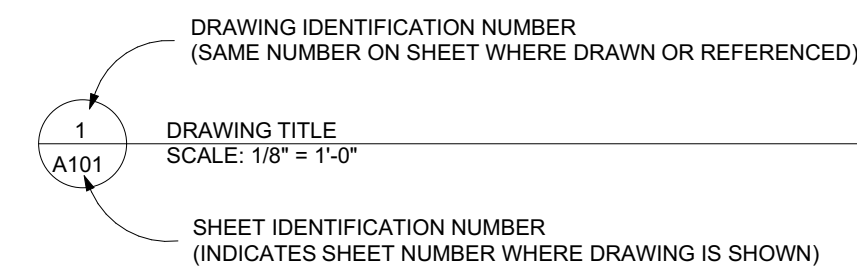 DRAWING IDENTIFICATION NUMBER
(SAME NUMBER ON SHEET WHERE DRAWN OR REFERENCED)
1
DRAWING TITLE
A101
SCALE: 1/8" = 1'-0"
SHEET IDENTIFICATION NUMBER
(INDICATES SHEET NUMBER WHERE DRAWING IS SHOWN)